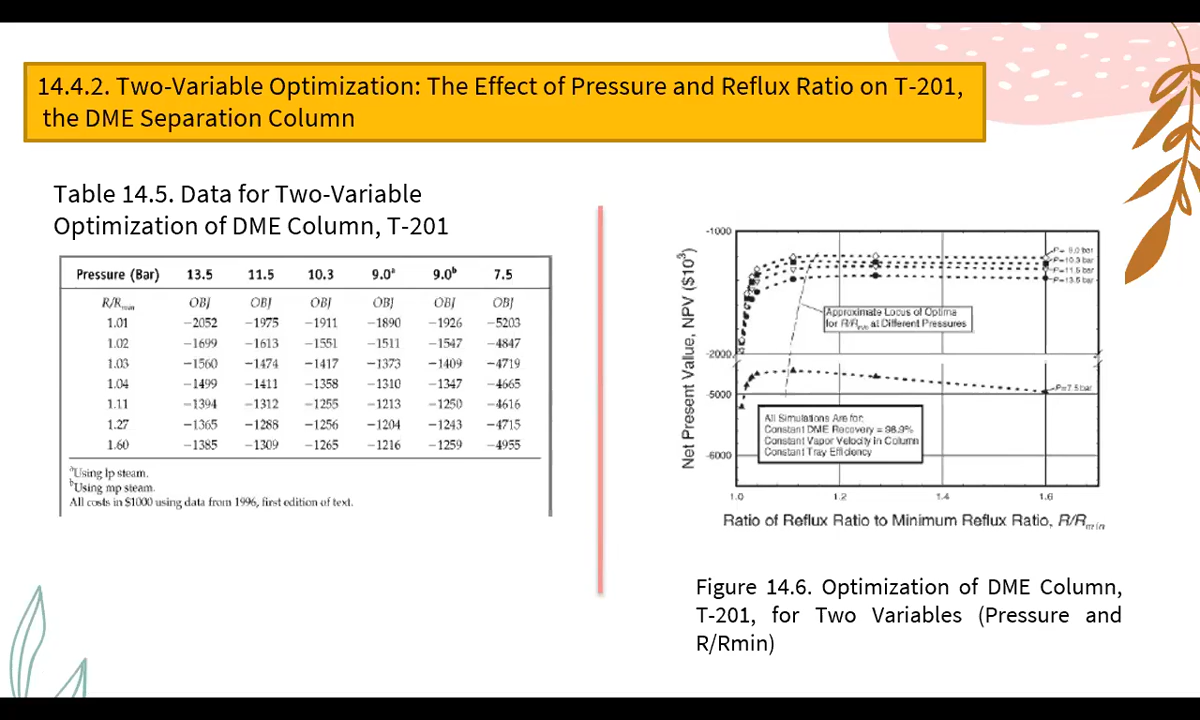 14.4.2. Two-Variable Optimization: The Effect of Pressure and Reflux Ratio on T-201,
the DME Separation Column
Table 14.5. Data for Two-Variable
Optimization of DME Column, T-201
Pressure (Bar) 13.5 11.5 10.3 9.0ᵃ 9.0ᵇ 7.5
R/Rmin OBJ OBJ OBJ OBJ OBJ OBJ
1.01 −2052 −1975 −1911 −1890 −1926 −5203
1.02 −1699 −1613 −1551 −1511 −1547 −4847
1.03 −1560 −1474 −1417 −1373 −1409 −4719
1.04 −1499 −1411 −1358 −1310 −1347 −4665
1.11 −1394 −1312 −1255 −1213 −1250 −4616
1.27 −1365 −1288 −1256 −1204 −1243 −4715
1.60 −1385 −1309 −1265 −1216 −1259 −4955
ᵃUsing lp steam.
ᵇUsing mp steam.
All costs in $1000 using data from 1996, first edition of text.
Net Present Value, NPV ($10³)
-1000
-2000
-5000
-6000
P= 9.0 bar
P=10.3 bar
P=11.5 bar
P=13.5 bar
Approximate Locus of Optima
for R/Rmin at Different Pressures
P=7.5 bar
All Simulations Are for:
Constant DME Recovery = 98.9%
Constant Vapor Velocity in Column
Constant Tray Efficiency
1.0 1.2 1.4 1.6
Ratio of Reflux Ratio to Minimum Reflux Ratio, R/Rmin
Figure 14.6. Optimization of DME Column,
T-201, for Two Variables (Pressure and
R/Rmin)